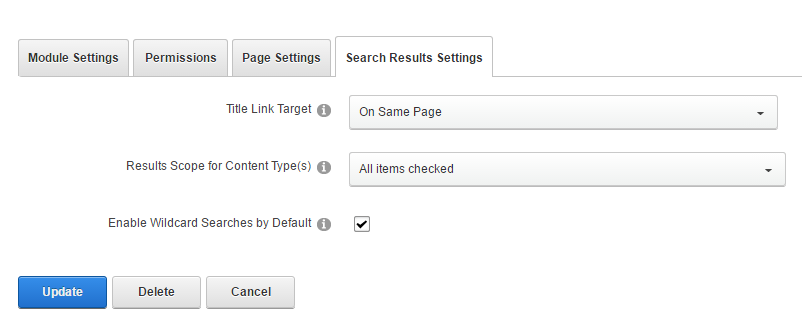 Module Settings Permissions Page Settings Search Results Settings
Title Link Target On Same Page
Results Scope for Content Type(s) All items checked
Enable Wildcard Searches by Default
Update Delete Cancel